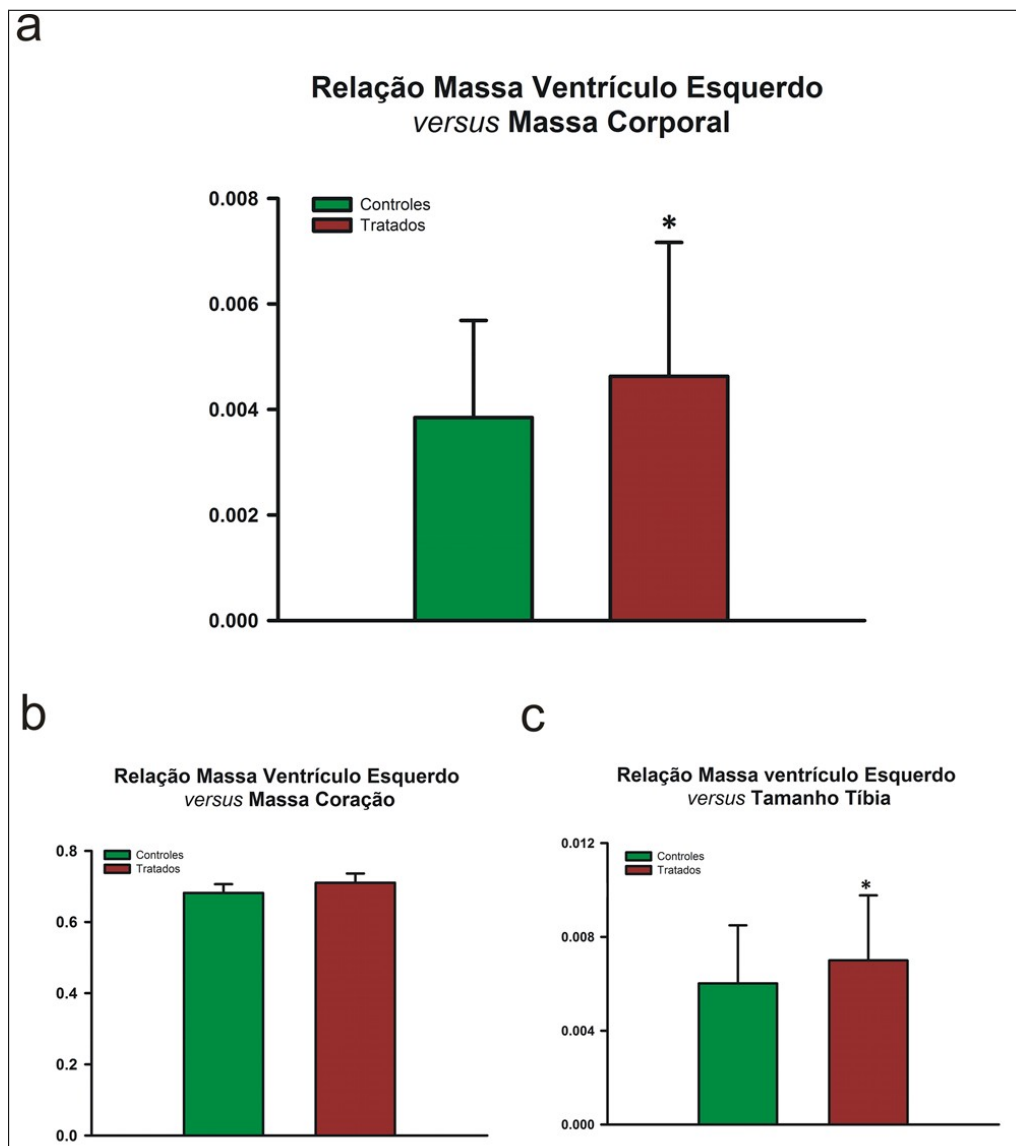 a
Relação Massa Ventrículo Esquerdo
versus Massa Corporal
0.008
Controles
Tratados
*
0.006
0.004
0.002
0.000
b
Relação Massa Ventrículo Esquerdo
versus Massa Coração
0.8
Controles
Tratados
0.6
0.4
0.2
0.0
c
Relação Massa ventrículo Esquerdo
versus Tamanho Tíbia
0.012
Controles
Tratados
*
0.008
0.004
0.000